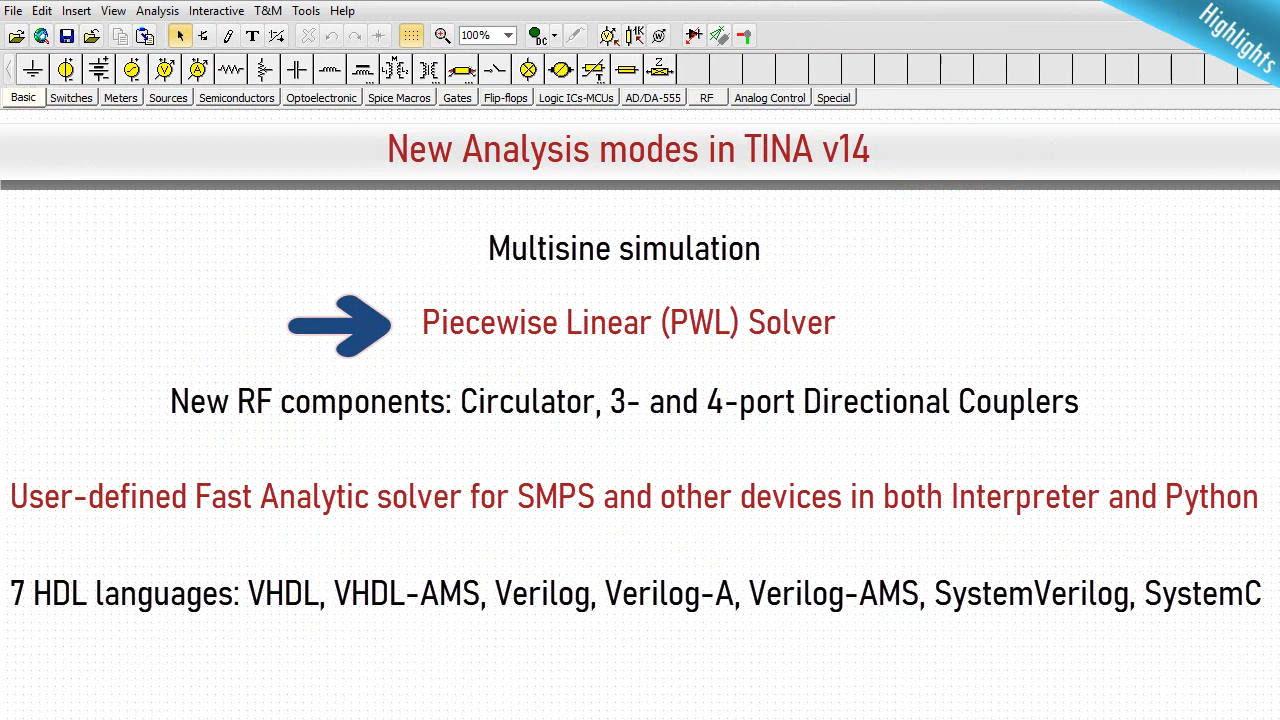 File Edit Insert View Analysis Interactive T&M Tools Help
Highlights
DC 1K
100%
M
Z
Basic Switches Meters Sources Semiconductors Optoelectronic Spice Macros Gates Flip-flops Logic ICs-MCUs AD/DA-555 RF Analog Control Special
New Analysis modes in TINA v14
Multisine simulation
Piecewise Linear (PWL) Solver
New RF components: Circulator, 3- and 4-port Directional Couplers
User-defined Fast Analytic solver for SMPS and other devices in both Interpreter and Python
7 HDL languages: VHDL, VHDL-AMS, Verilog, Verilog-A, Verilog-AMS, SystemVerilog, SystemC